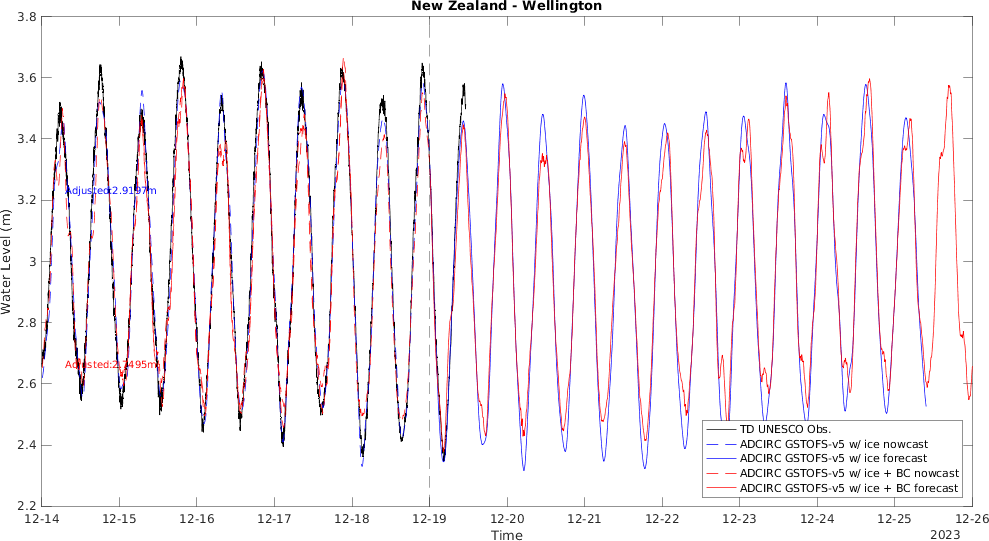 New Zealand - Wellington
Water Level (m)
3.8
3.6
3.4
3.2
3
2.8
2.6
2.4
2.2
Adjusted:2.9197m
TD UNESCO Obs.
ADCIRC GSTOFS-v5 w/ ice nowcast
ADCIRC GSTOFS-v5 w/ ice forecast
ADCIRC GSTOFS-v5 w/ ice + BC nowcast
ADCIRC GSTOFS-v5 w/ ice + BC forecast
12-14 12-15 12-16 12-17 12-18 12-19 12-20 12-21 12-22 12-23 12-24 12-25 12-26
Time
2023